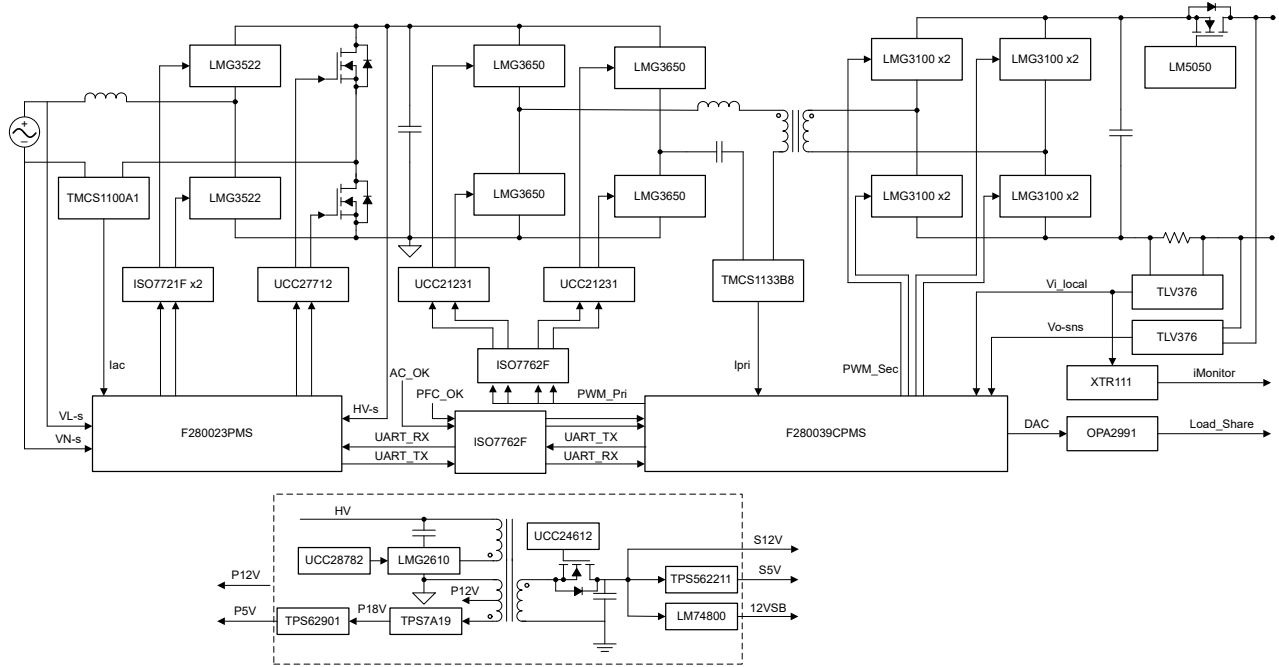 LMG3522
LMG3650
LMG3650
LMG3100 x2
LMG3100 x2
LM5050
TMCS1100A1
LMG3522
LMG3650
LMG3650
LMG3100 x2
LMG3100 x2
ISO7721F x2
UCC27712
UCC21231
UCC21231
TMCS1133B8
Vi_local
TLV376
Vo-sns
TLV376
Iac
AC_OK
PFC_OK
ISO7762F
PWM_Pri
Ipri
PWM_Sec
XTR111
iMonitor
VL-s
VN-s
F280023PMS
HV-s
UART_RX
UART_TX
ISO7762F
UART_TX
UART_RX
F280039CPMS
DAC
OPA2991
Load_Share
HV
UCC28782
LMG2610
UCC24612
S12V
P12V
P12V
TPS562211
S5V
P5V
TPS62901
P18V
TPS7A19
LM74800
12VSB